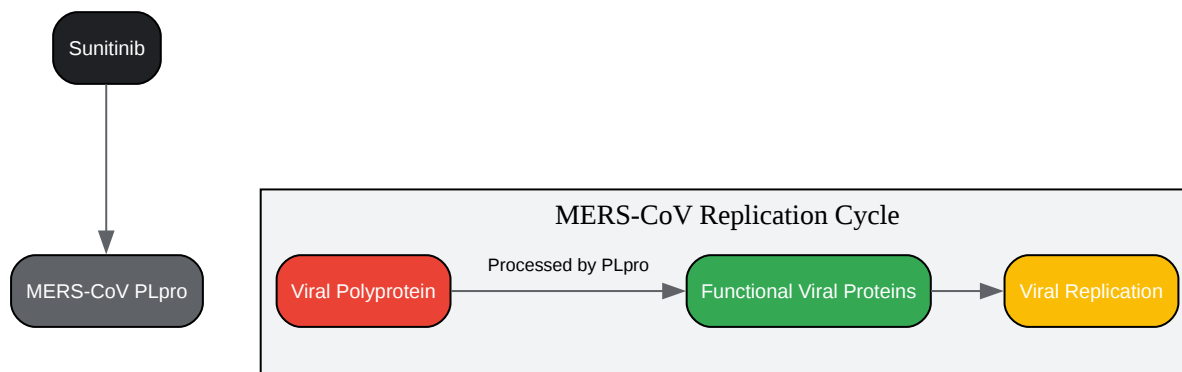 Sunitinib
MERS-CoV Replication Cycle
Processed by PLpro
MERS-CoV PLpro
Viral Polyprotein
Functional Viral Proteins
Viral Replication